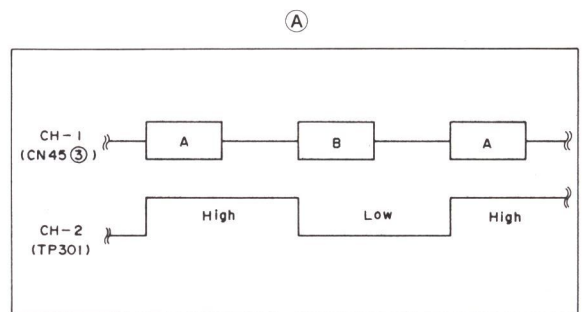 Ⓐ
CH-1
(CN45③)
A
B
A
CH-2
(TP301)
High
Low
High